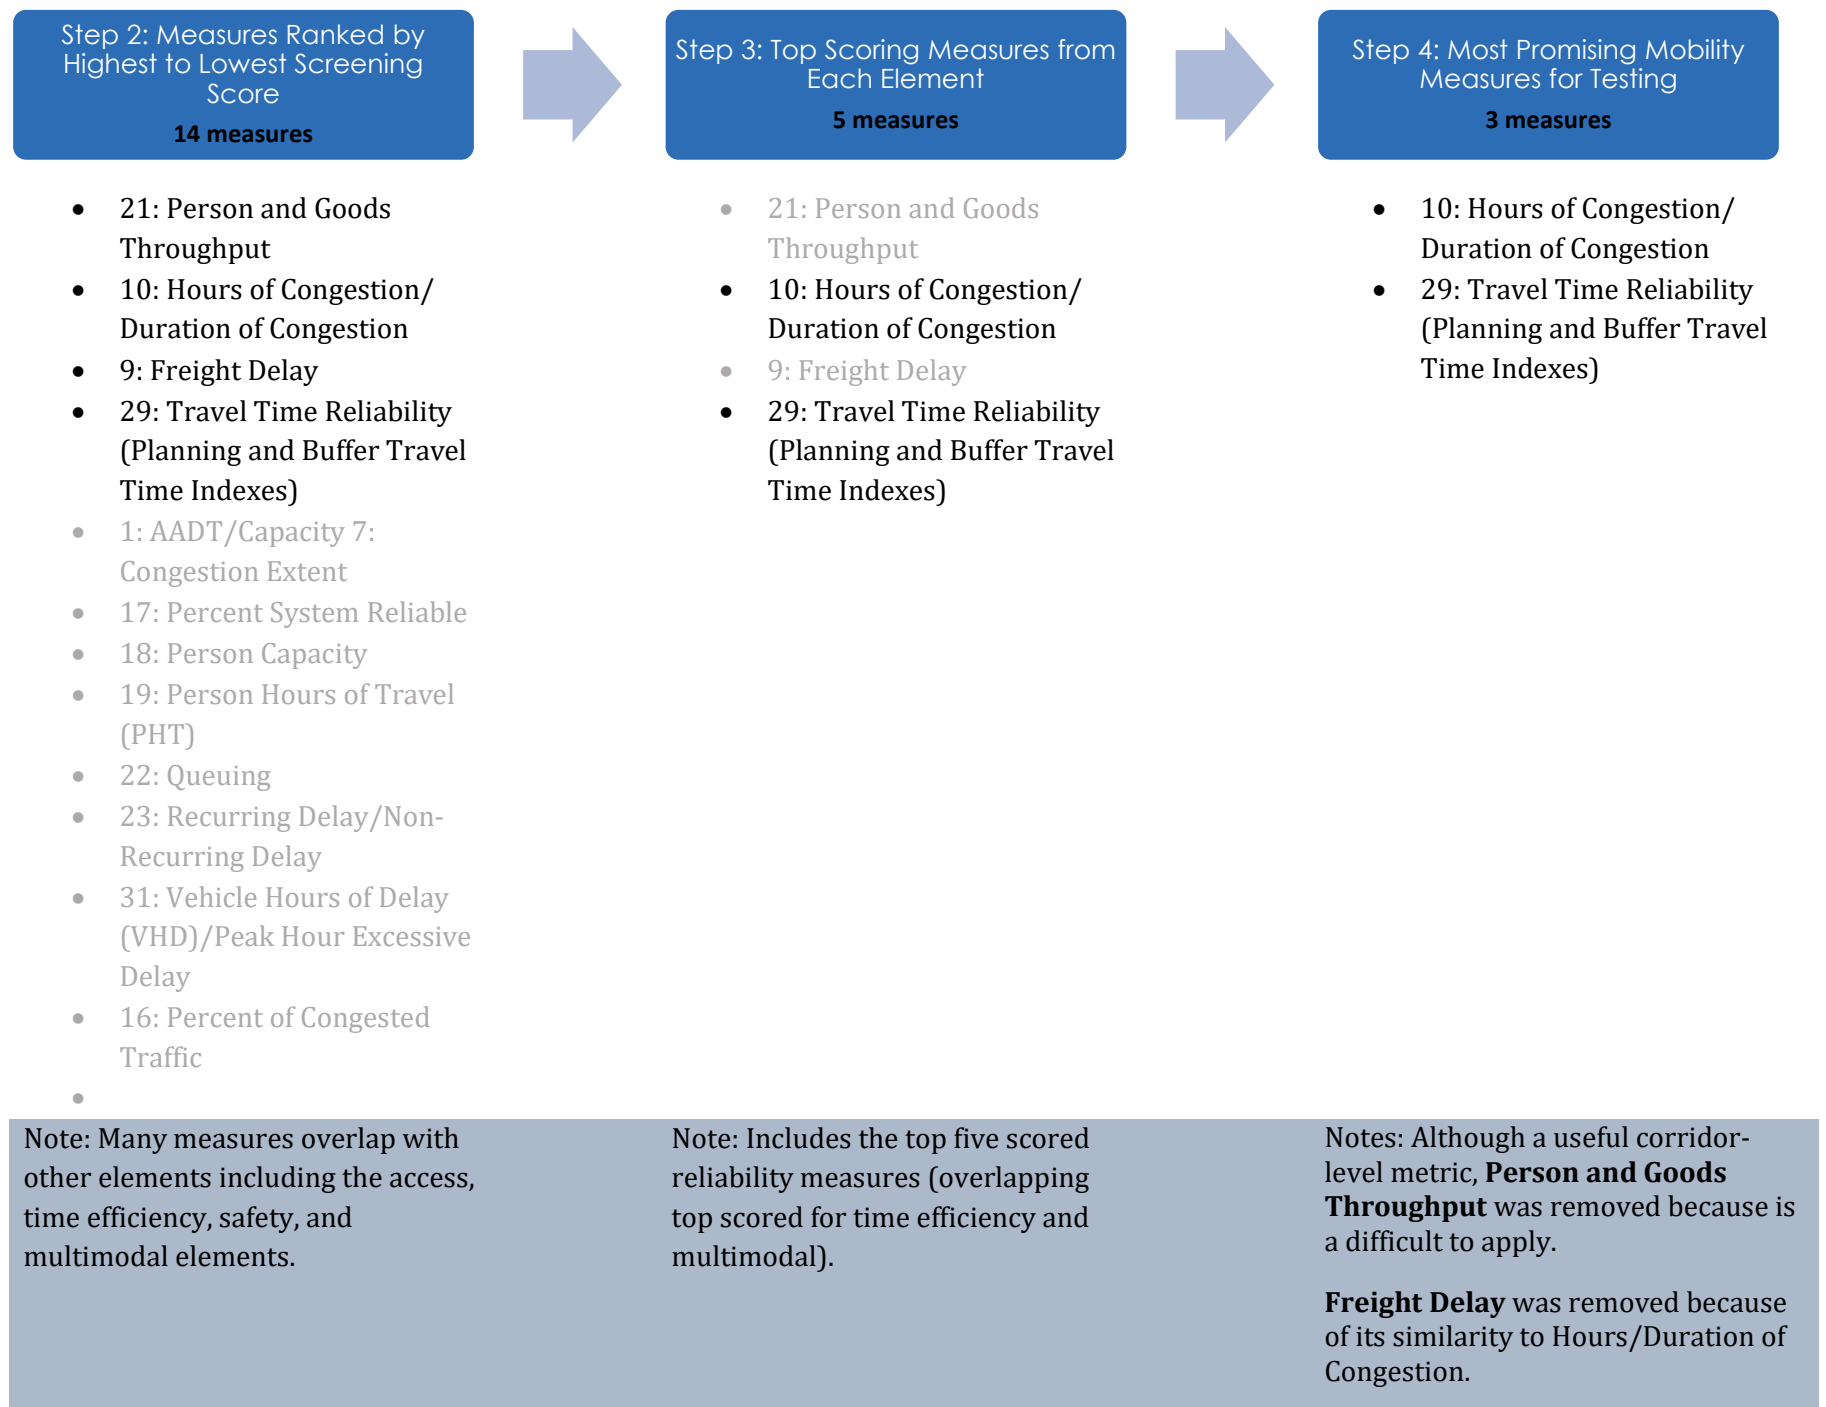 Step 2: Measures Ranked by
Highest to Lowest Screening
Score
14 measures
Step 3: Top Scoring Measures from
Each Element
5 measures
Step 4: Most Promising Mobility
Measures for Testing
3 measures
• 21: Person and Goods
Throughput
• 10: Hours of Congestion/
Duration of Congestion
• 9: Freight Delay
• 29: Travel Time Reliability
(Planning and Buffer Travel
Time Indexes)
• 1: AADT/Capacity 7:
Congestion Extent
• 17: Percent System Reliable
• 18: Person Capacity
• 19: Person Hours of Travel
(PHT)
• 22: Queuing
• 23: Recurring Delay/Non-
Recurring Delay
• 31: Vehicle Hours of Delay
(VHD)/Peak Hour Excessive
Delay
• 16: Percent of Congested
Traffic
•
• 21: Person and Goods
Throughput
• 10: Hours of Congestion/
Duration of Congestion
• 9: Freight Delay
• 29: Travel Time Reliability
(Planning and Buffer Travel
Time Indexes)
• 10: Hours of Congestion/
Duration of Congestion
• 29: Travel Time Reliability
(Planning and Buffer Travel
Time Indexes)
Note: Many measures overlap with
other elements including the access,
time efficiency, safety, and
multimodal elements.
Note: Includes the top five scored
reliability measures (overlapping
top scored for time efficiency and
multimodal).
Notes: Although a useful corridor-
level metric, Person and Goods
Throughput was removed because is
a difficult to apply.
Freight Delay was removed because
of its similarity to Hours/Duration of
Congestion.